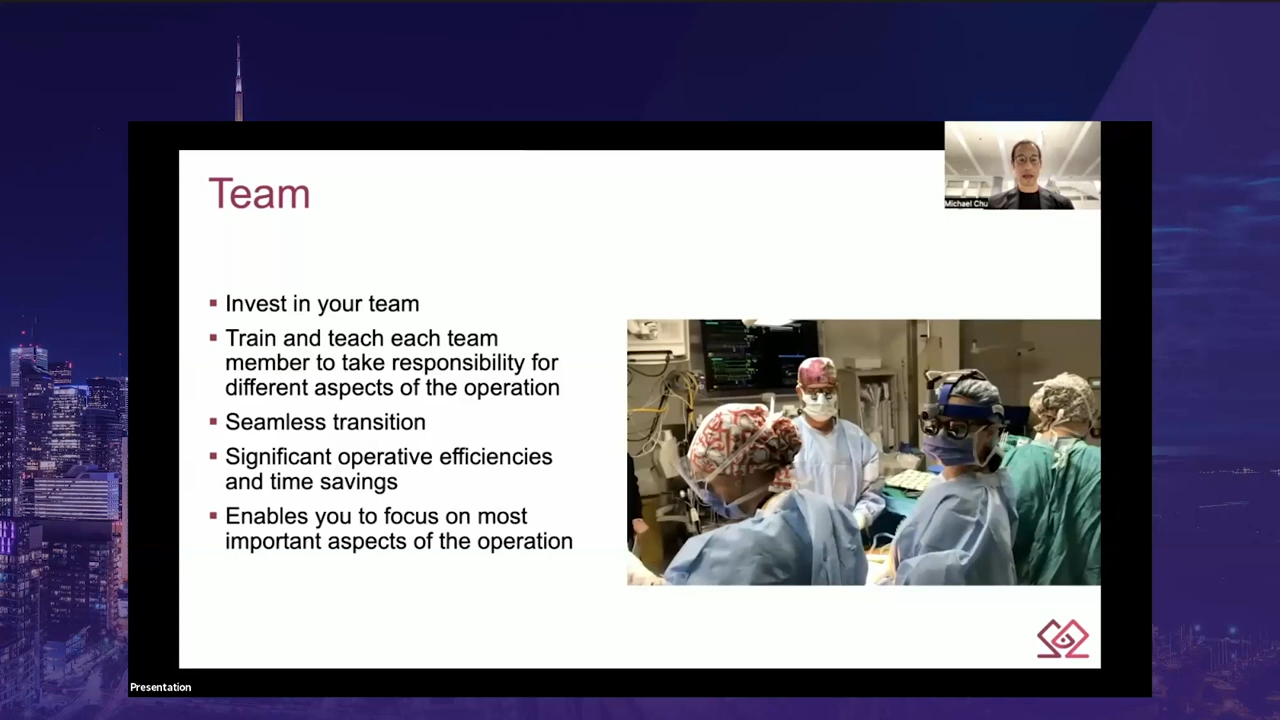 Michael Chu
Team
▪ Invest in your team
▪ Train and teach each team
member to take responsibility for
different aspects of the operation
▪ Seamless transition
▪ Significant operative efficiencies
and time savings
▪ Enables you to focus on most
important aspects of the operation
Presentation